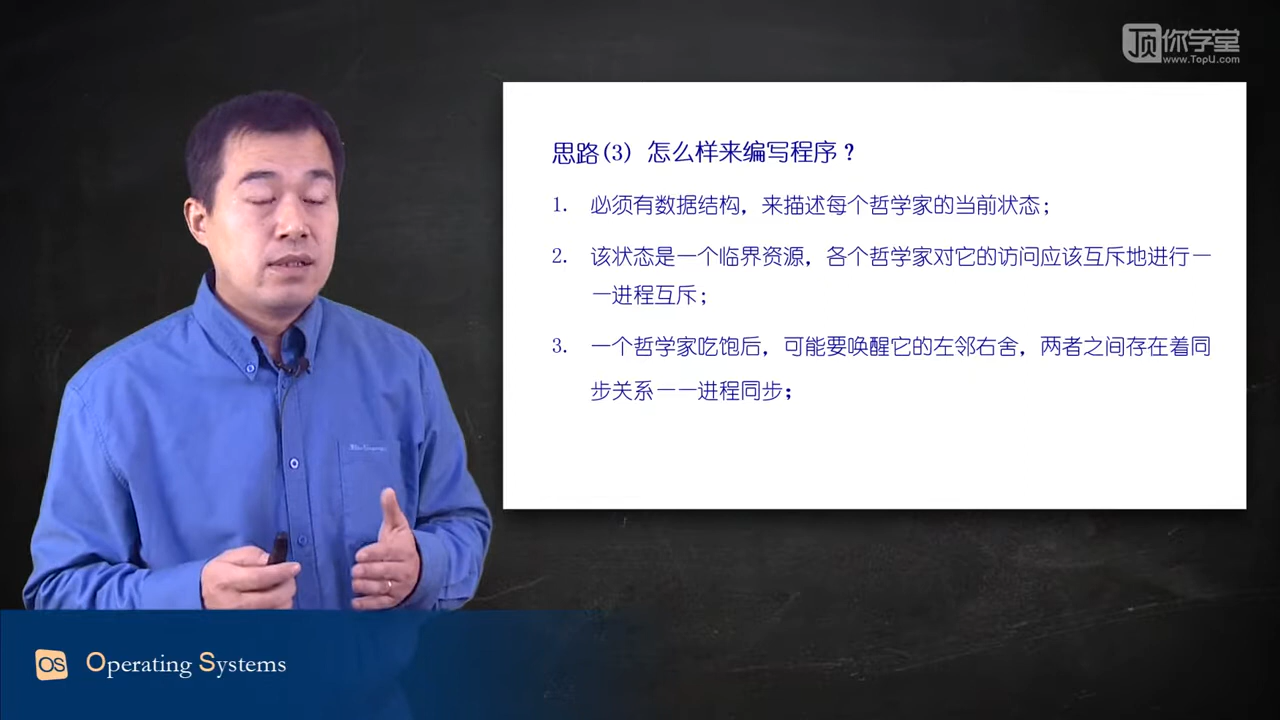 顶你学堂
www.TopU.com
思路(3) 怎么样来编写程序？
1. 必须有数据结构，来描述每个哲学家的当前状态；
2. 该状态是一个临界资源，各个哲学家对它的访问应该互斥地进行—
—进程互斥；
3. 一个哲学家吃饱后，可能要唤醒它的左邻右舍，两者之间存在着同
步关系——进程同步；
OS Operating Systems